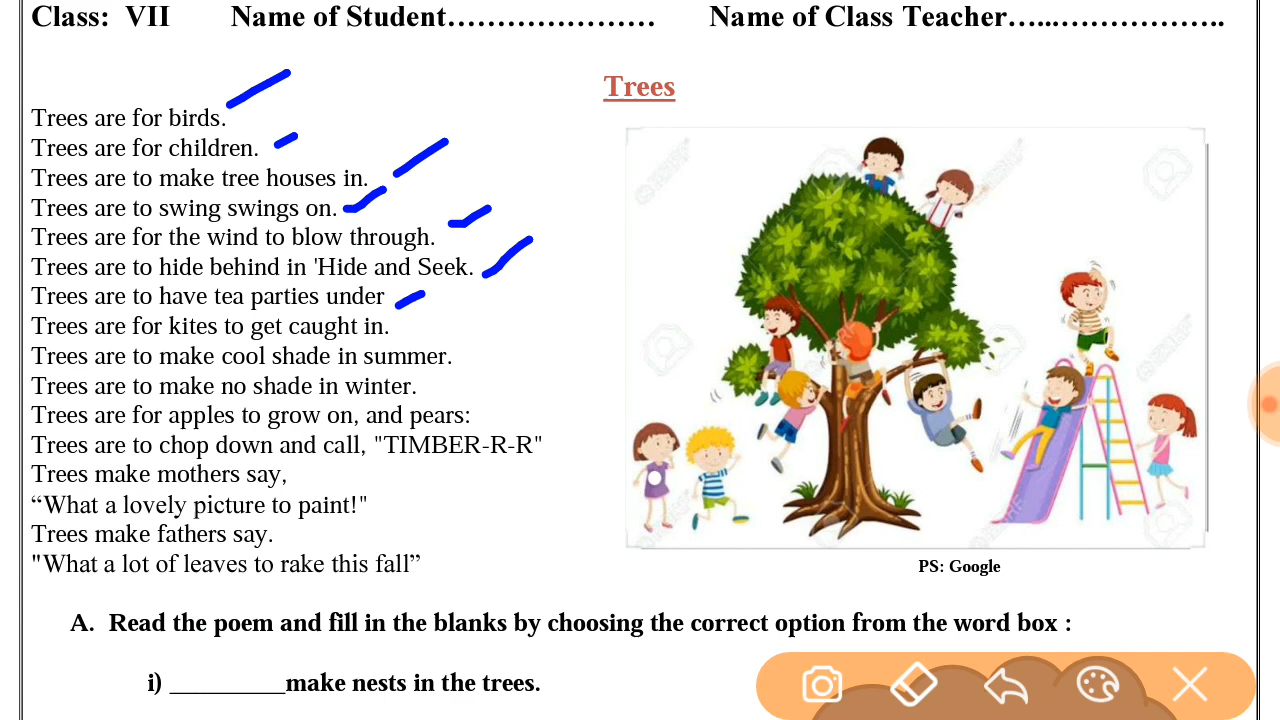 Class: VII Name of Student………………… Name of Class Teacher…...……………..
Trees
Trees are for birds.
Trees are for children.
Trees are to make tree houses in.
Trees are to swing swings on.
Trees are for the wind to blow through.
Trees are to hide behind in 'Hide and Seek.
Trees are to have tea parties under
Trees are for kites to get caught in.
Trees are to make cool shade in summer.
Trees are to make no shade in winter.
Trees are for apples to grow on, and pears:
Trees are to chop down and call, "TIMBER-R-R"
Trees make mothers say,
“What a lovely picture to paint!"
Trees make fathers say.
"What a lot of leaves to rake this fall”
PS: Google
A. Read the poem and fill in the blanks by choosing the correct option from the word box :
i) _________make nests in the trees.